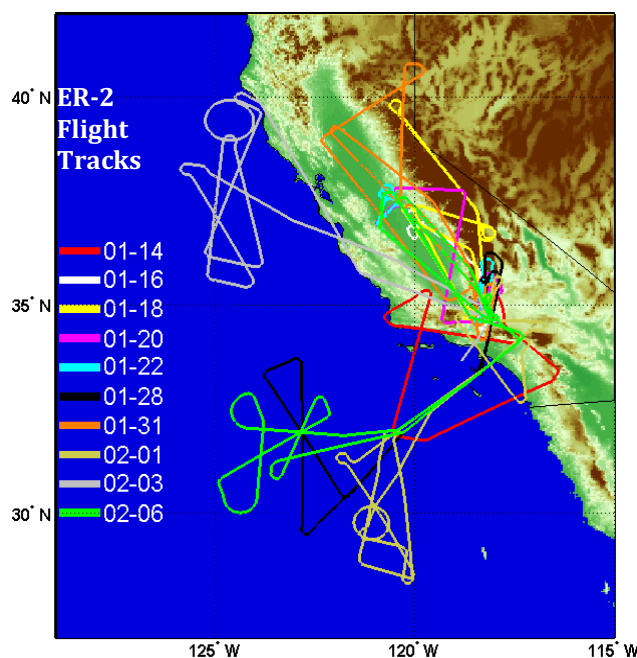 40° N
ER-2
Flight
Tracks
01-14
01-16
35° N
01-18
01-20
01-22
01-28
01-31
02-01
02-03
02-06
30° N
125° W
120° W
115° W